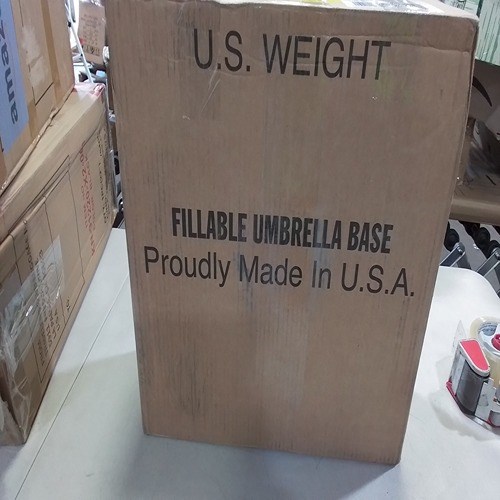 U.S. WEIGHT
FILLABLE UMBRELLA BASE
Proudly Made In U.S.A.